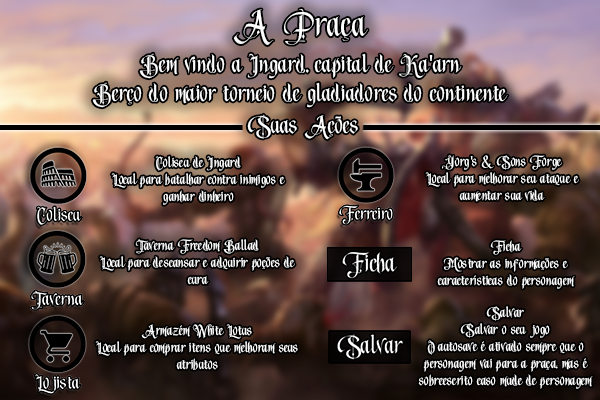 A Praça
Bem vindo a Ingard, capital de Ka'arn
Berço do maior torneio de gladiadores do continente
Suas Ações
Coliseu de Ingard
Local para batalhar contra inimigos e
ganhar dinheiro
Coliseu
Yorg's & Sons Forge
Local para melhorar seu ataque e
aumentar sua vida
Ferreiro
Taverna Freedom Ballad
Local para descansar e adquirir poções de
cura
Taverna
Ficha
Ficha
Mostrar as informações e
caracteristicas do personagem
Armazém White Lotus
Local para comprar itens que melhoram seus
atributos
Lojista
Salvar
Salvar
Salvar o seu jogo
O autosave é ativado sempre que o
personagem vai para a praça, mas é
sobreescrito caso mude de personagem